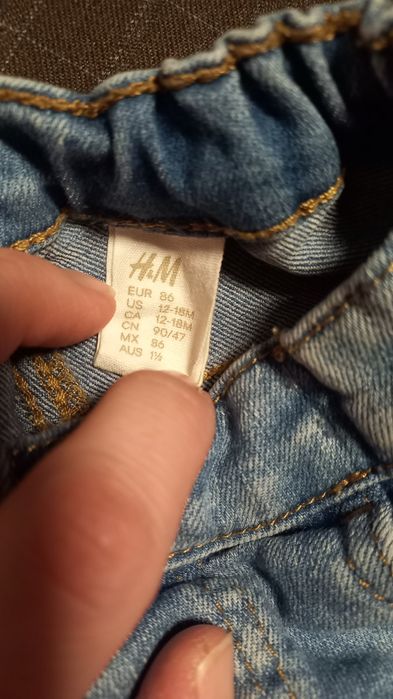 H&M
EUR 86
US 12-18M
CA 12-18M
CN 90/47
MX 86
AUS 1½